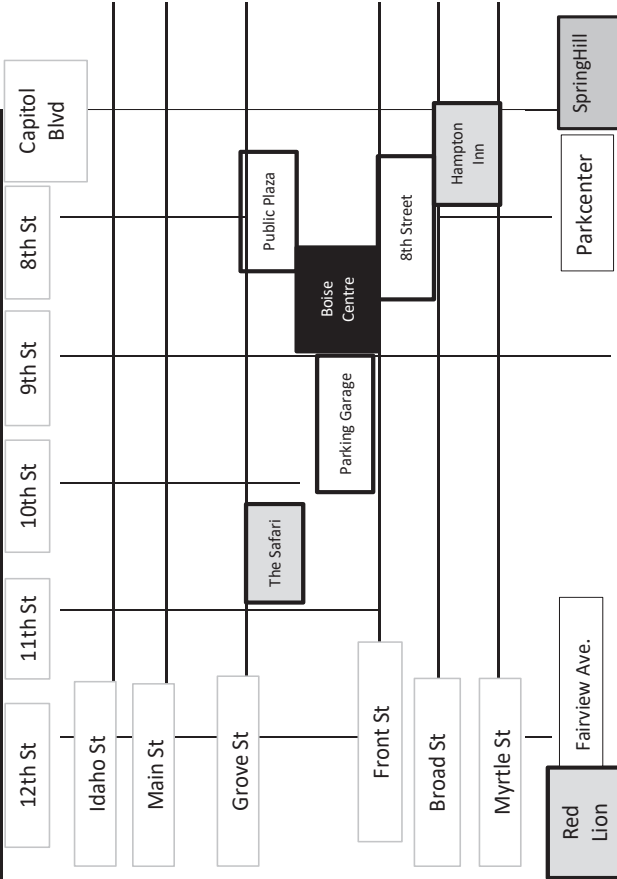 12th St
11th St
10th St
9th St
8th St
Capitol
Blvd
Idaho St
Main St
Grove St
The Safari
Public Plaza
Parking Garage
Boise
Centre
Front St
8th Street
Broad St
Hampton
Inn
Myrtle St
Red
Lion
Fairview Ave.
Parkcenter
SpringHill